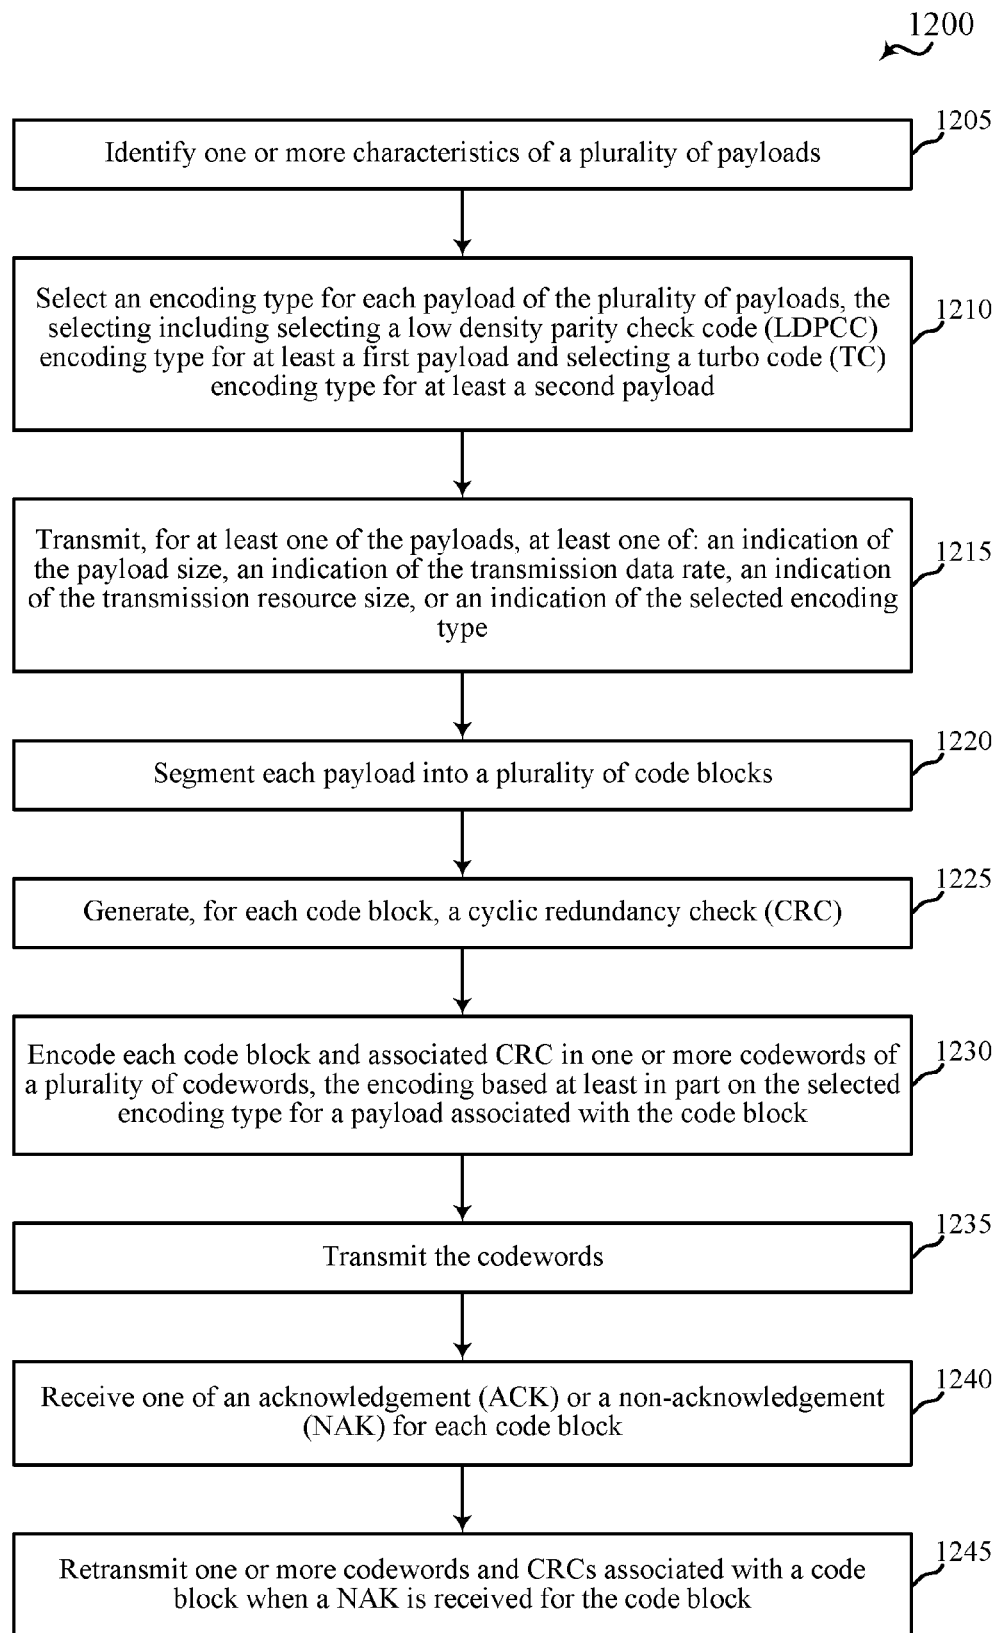 1200
1205
Identify one or more characteristics of a plurality of payloads
1210
Select an encoding type for each payload of the plurality of payloads, the
selecting including selecting a low density parity check code (LDPCC)
encoding type for at least a first payload and selecting a turbo code (TC)
encoding type for at least a second payload
1215
Transmit, for at least one of the payloads, at least one of: an indication of
the payload size, an indication of the transmission data rate, an indication
of the transmission resource size, or an indication of the selected encoding
type
1220
Segment each payload into a plurality of code blocks
1225
Generate, for each code block, a cyclic redundancy check (CRC)
1230
Encode each code block and associated CRC in one or more codewords of
a plurality of codewords, the encoding based at least in part on the selected
encoding type for a payload associated with the code block
1235
Transmit the codewords
1240
Receive one of an acknowledgement (ACK) or a non-acknowledgement
(NAK) for each code block
1245
Retransmit one or more codewords and CRCs associated with a code
block when a NAK is received for the code block